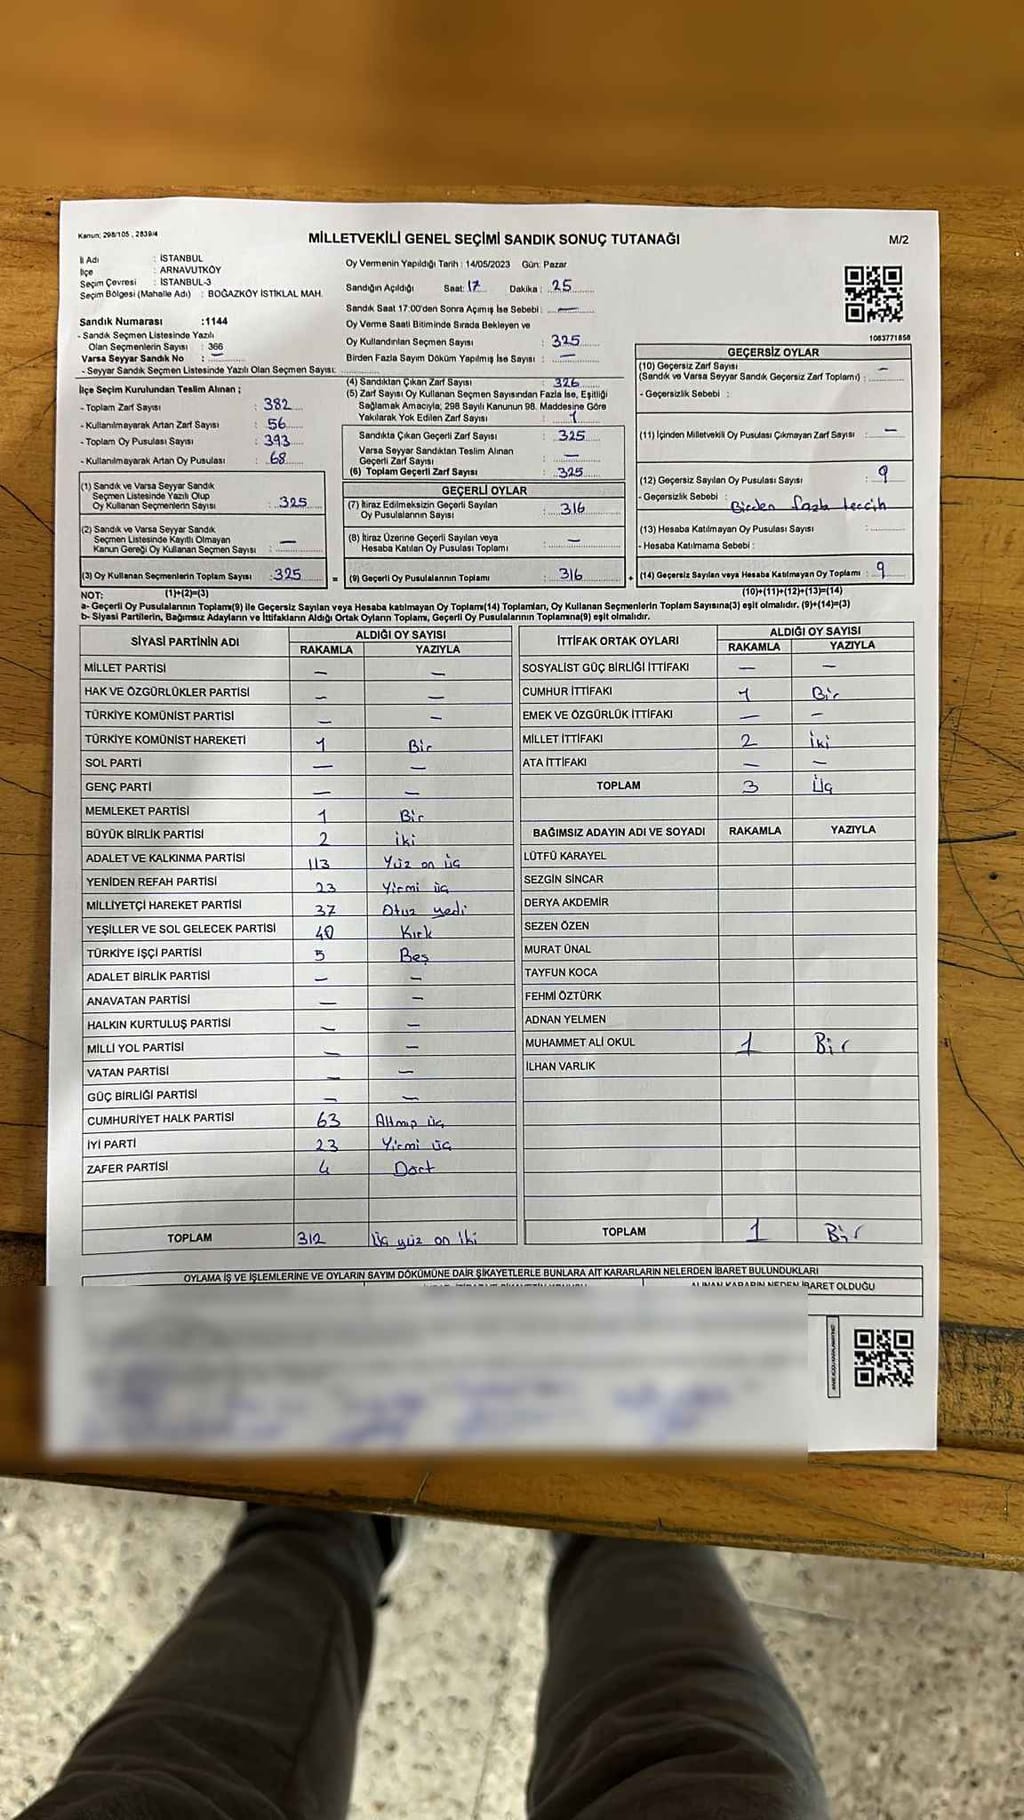 Kanun: 298/105 , 2839/4
MİLLETVEKİLİ GENEL SEÇİMİ SANDIK SONUÇ TUTANAĞI
M/2
İl Adı : İSTANBUL
İlçe : ARNAVUTKÖY
Seçim Çevresi : İSTANBUL-3
Seçim Bölgesi (Mahalle Adı) : BOĞAZKÖY İSTİKLAL MAH.
Sandık Numarası :1144
- Sandık Seçmen Listesinde Yazılı
Olan Seçmenlerin Sayısı : 366
Varsa Seyyar Sandık No : —
- Seyyar Sandık Seçmen Listesinde Yazılı Olan Seçmen Sayısı:
Oy Vermenin Yapıldığı Tarih : 14/05/2023 Gün: Pazar
Sandığın Açıldığı Saat: 17 Dakika : 25
Sandık Saat 17:00'den Sonra Açımış İse Sebebi : —
Oy Verme Saati Bitiminde Sırada Bekleyen ve
Oy Kullandırılan Seçmen Sayısı : 325
Birden Fazla Sayım Döküm Yapılmış İse Sayısı : —
1083771858
İlçe Seçim Kurulundan Teslim Alınan ;
- Toplam Zarf Sayısı : 382
- Kullanılmayarak Artan Zarf Sayısı : 56
- Toplam Oy Pusulası Sayısı : 393
- Kullanılmayarak Artan Oy Pusulası : 68
(1) Sandık ve Varsa Seyyar Sandık
Seçmen Listesinde Yazılı Olup
Oy Kullanan Seçmenlerin Sayısı : 325
(2) Sandık ve Varsa Seyyar Sandık
Seçmen Listesinde Kayıtlı Olmayan
Kanun Gereği Oy Kullanan Seçmen Sayısı : —
(3) Oy Kullanan Seçmenlerin Toplam Sayısı :325
(1)+(2)=(3)
(4) Sandıktan Çıkan Zarf Sayısı : 326
(5) Zarf Sayısı Oy Kullanan Seçmen Sayısından Fazla İse, Eşitliği
Sağlamak Amacıyla; 298 Sayılı Kanunun 98. Maddesine Göre
Yakılarak Yok Edilen Zarf Sayısı : 1
Sandıkta Çıkan Geçerli Zarf Sayısı : 325
Varsa Seyyar Sandıktan Teslim Alınan
Geçerli Zarf Sayısı : —
(6) Toplam Geçerli Zarf Sayısı : 325
GEÇERLİ OYLAR
(7) İtiraz Edilmeksizin Geçerli Sayılan
Oy Pusulalarının Sayısı : 316
(8) İtiraz Üzerine Geçerli Sayılan veya
Hesaba Katılan Oy Pusulası Toplamı : —
= (9) Geçerli Oy Pusulalarının Toplamı : 316
GEÇERSİZ OYLAR
(10) Geçersiz Zarf Sayısı
(Sandık ve Varsa Seyyar Sandık Geçersiz Zarf Toplamı) : —
- Geçersizlik Sebebi :
(11) İçinden Milletvekili Oy Pusulası Çıkmayan Zarf Sayısı : —
(12) Geçersiz Sayılan Oy Pusulası Sayısı : 9
- Geçersizlik Sebebi : Birden fazla tercih
(13) Hesaba Katılmayan Oy Pusulası Sayısı :
- Hesaba Katılmama Sebebi :
+ (14) Geçersiz Sayılan veya Hesaba Katılmayan Oy Toplamı : 9
(10)+(11)+(12)+(13)=(14)
NOT:
a- Geçerli Oy Pusulalarının Toplamı(9) ile Geçersiz Sayılan veya Hesaba katılmayan Oy Toplam(14) Toplamları, Oy Kullanan Seçmenlerin Toplam Sayısına(3) eşit olmalıdır. (9)+(14)=(3)
b- Siyasi Partilerin, Bağımsız Adayların ve İttifakların Aldığı Ortak Oyların Toplamı, Geçerli Oy Pusulalarının Toplamına(9) eşit olmalıdır.
SİYASİ PARTİNİN ADI ALDIĞI OY SAYISI
RAKAMLA YAZIYLA
MİLLET PARTİSİ — —
HAK VE ÖZGÜRLÜKLER PARTİSİ — —
TÜRKİYE KOMÜNİST PARTİSİ — —
TÜRKİYE KOMÜNİST HAREKETİ 1 Bir
SOL PARTİ — —
GENÇ PARTİ — —
MEMLEKET PARTİSİ 1 Bir
BÜYÜK BİRLİK PARTİSİ 2 iki
ADALET VE KALKINMA PARTİSİ 113 Yüz on üç
YENİDEN REFAH PARTİSİ 23 Yirmi üç
MİLLİYETÇİ HAREKET PARTİSİ 37 Otuz yedi
YEŞİLLER VE SOL GELECEK PARTİSİ 40 Kırk
TÜRKİYE İŞÇİ PARTİSİ 5 Beş
ADALET BİRLİK PARTİSİ — —
ANAVATAN PARTİSİ — —
HALKIN KURTULUŞ PARTİSİ — —
MİLLİ YOL PARTİSİ — —
VATAN PARTİSİ — —
GÜÇ BİRLİĞİ PARTİSİ — —
CUMHURİYET HALK PARTİSİ 63 Altmış üç
İYİ PARTİ 23 Yirmi üç
ZAFER PARTİSİ 4 Dört
TOPLAM 312 Üç yüz on iki
İTTİFAK ORTAK OYLARI ALDIĞI OY SAYISI
RAKAMLA YAZIYLA
SOSYALİST GÜÇ BİRLİĞİ İTTİFAKI — —
CUMHUR İTTİFAKI 1 Bir
EMEK VE ÖZGÜRLÜK İTTİFAKI — —
MİLLET İTTİFAKI 2 İki
ATA İTTİFAKI — —
TOPLAM 3 Üç
BAĞIMSIZ ADAYIN ADI VE SOYADI RAKAMLA YAZIYLA
LÜTFÜ KARAYEL
SEZGİN SİNCAR
DERYA AKDEMİR
SEZEN ÖZEN
MURAT ÜNAL
TAYFUN KOCA
FEHMİ ÖZTÜRK
ADNAN YELMEN
MUHAMMET ALİ OKUL 1 Bir
İLHAN VARLIK
TOPLAM 1 Bir
OYLAMA İŞ VE İŞLEMLERİNE VE OYLARIN SAYIM DÖKÜMÜNE DAİR ŞİKAYETLERLE BUNLARA AİT KARARLARIN NELERDEN İBARET BULUNDUKLARI
ALINAN KARARIN NEDEN İBARET OLDUĞU